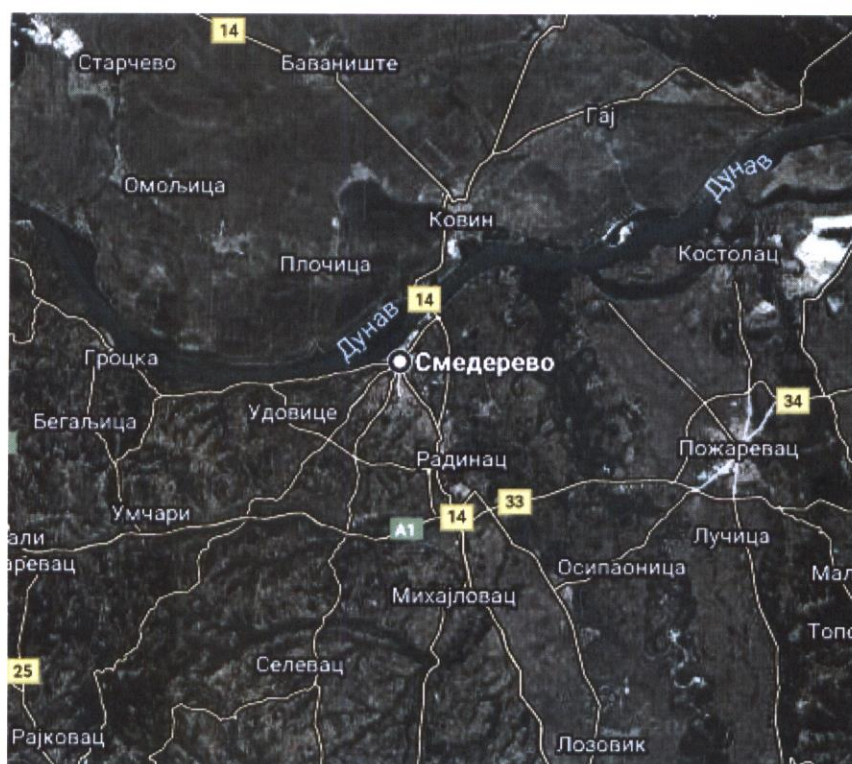 14
Старчево
Баваниште
Гај
Омољица
Дунав
Ковин
Плочица
Костолац
14
Дунав
Гроцка
Смедерево
Бегаљица
Удовице
34
Радинац
Пожаревац
Умчари
A1
14
33
Лучица
али
аревац
Осипаоница
Мал
Михајловац
Топо
25
Селевац
Рајковац
Лозовик